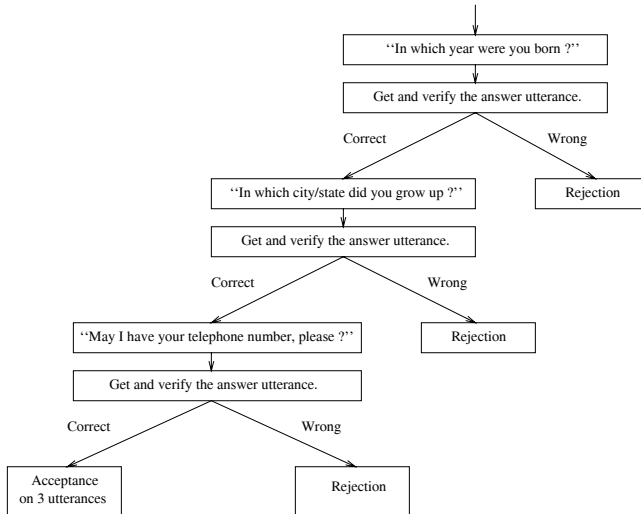 ‘‘In which year were you born ?’’
Get and verify the answer utterance.
Correct
Wrong
‘‘In which city/state did you grow up ?’’
Rejection
Get and verify the answer utterance.
Correct
Wrong
‘‘May I have your telephone number, please ?’’
Rejection
Get and verify the answer utterance.
Correct
Wrong
Acceptance
on 3 utterances
Rejection